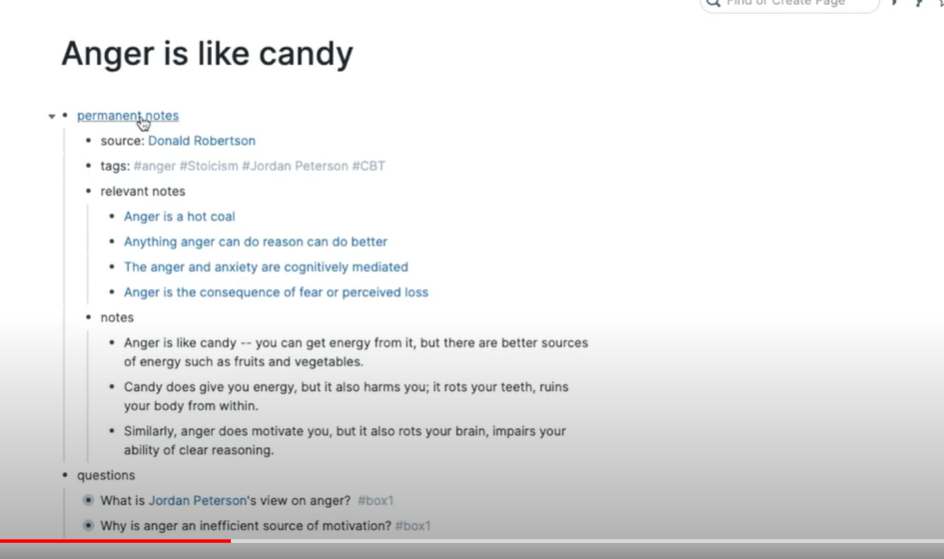 Find or Create Page
Anger is like candy
permanent notes
source: Donald Robertson
tags: #anger #Stoicism #Jordan Peterson #CBT
relevant notes
Anger is a hot coal
Anything anger can do reason can do better
The anger and anxiety are cognitively mediated
Anger is the consequence of fear or perceived loss
notes
Anger is like candy -- you can get energy from it, but there are better sources
of energy such as fruits and vegetables.
Candy does give you energy, but it also harms you; it rots your teeth, ruins
your body from within.
Similarly, anger does motivate you, but it also rots your brain, impairs your
ability of clear reasoning.
questions
What is Jordan Peterson's view on anger? #box1
Why is anger an inefficient source of motivation? #box1